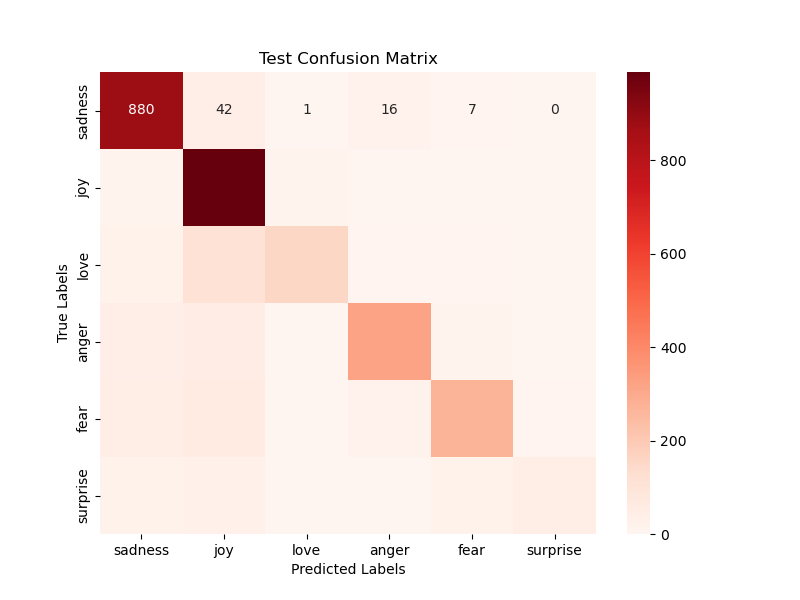 Test Confusion Matrix
True Labels
sadness 880 42 1 16 7 0
joy
love
anger
fear
surprise
sadness joy love anger fear surprise
Predicted Labels
800
600
400
200
0